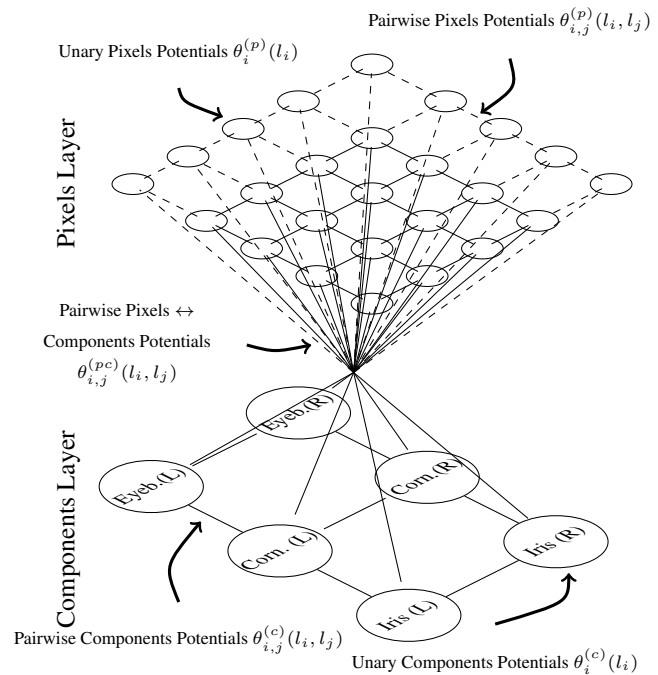 Pairwise Pixels Potentials θ_{i,j}^{(p)}(l_i, l_j)
Unary Pixels Potentials θ_i^{(p)}(l_i)
Pixels Layer
Pairwise Pixels ↔
Components Potentials
θ_{i,j}^{(pc)}(l_i, l_j)
Components Layer
Eyeb.(R)
Eyeb.(L)
Corn.(R)
Corn. (L)
Iris (R)
Iris (L)
Pairwise Components Potentials θ_{i,j}^{(c)}(l_i, l_j)
Unary Components Potentials θ_i^{(c)}(l_i)